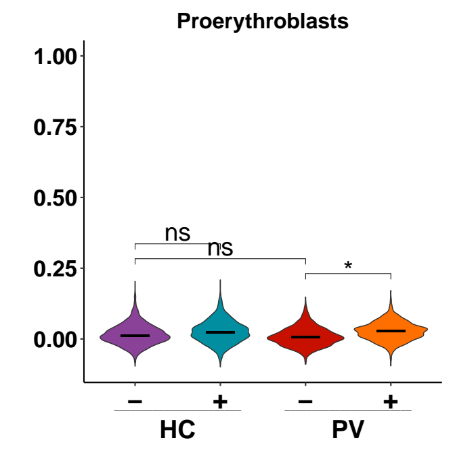 Proerythroblasts
1.00
0.75
0.50
ns
ns
0.25
*
0.00
− + − +
HC PV